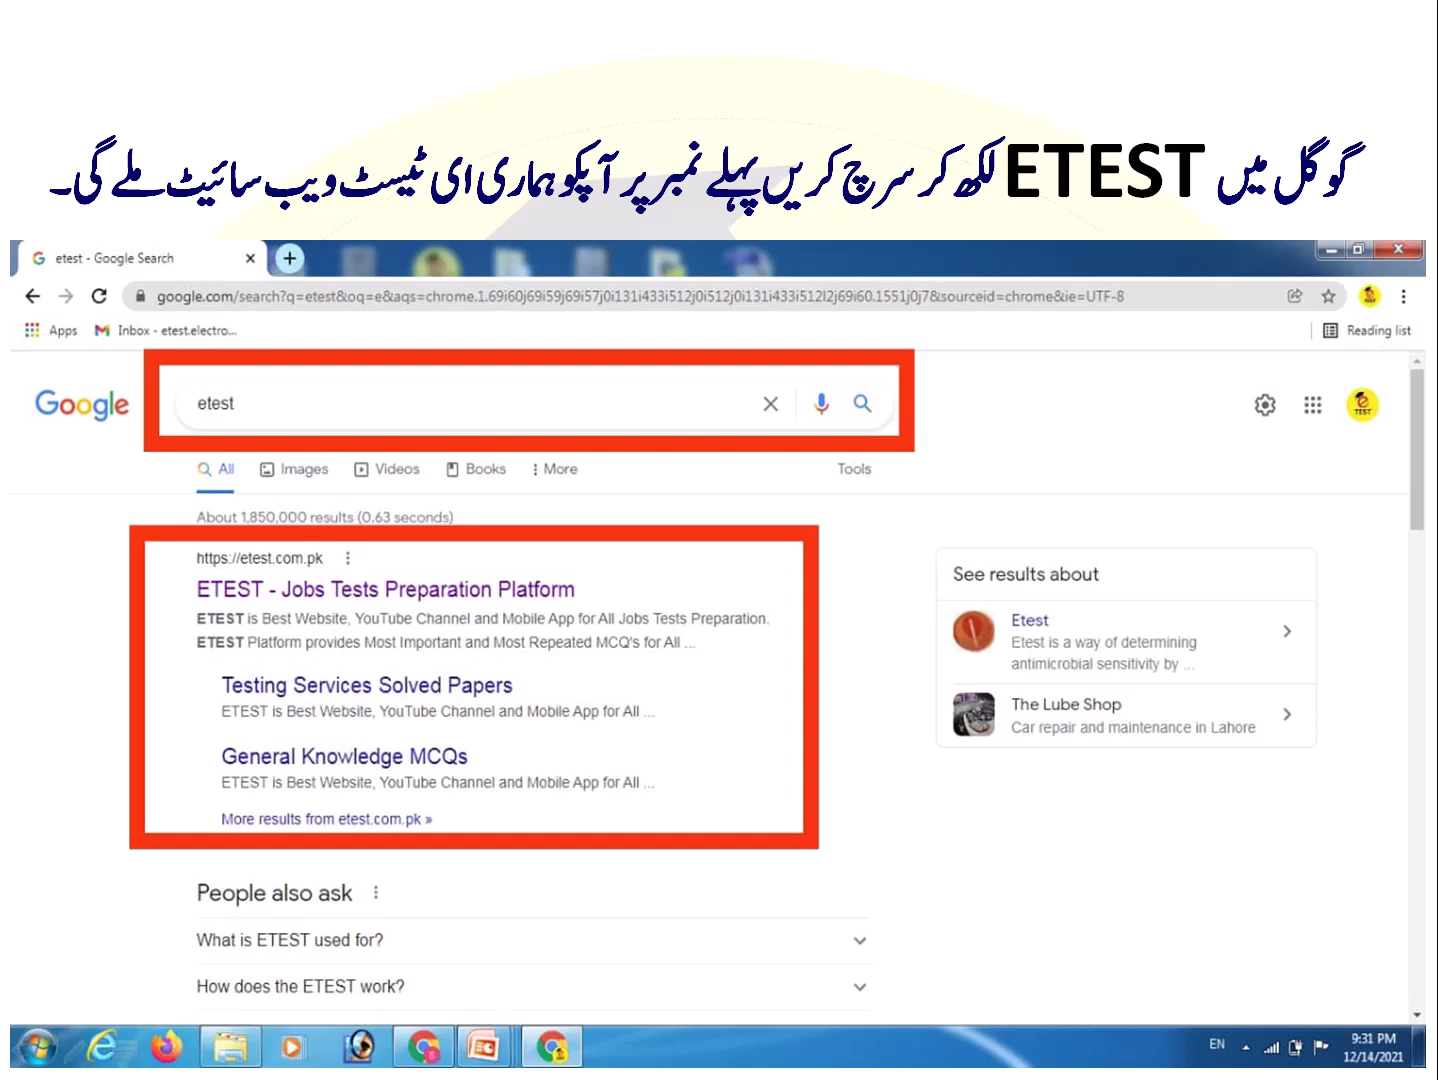 گوگل میں ETEST لکھ کر سرچ کریں پہلے نمبر پر آپکو ہماری ای ٹیسٹ ویب سائیٹ ملے گی۔
etest - Google Search
google.com/search?q=etest&oq=e&aqs=chrome.1.69i60j69i59j69i57j0i131i433i512j0i512j0i131i433i512l2j69i60.1551j0j7&sourceid=chrome&ie=UTF-8
Apps Inbox - etest.electro... Reading list
Google etest
e TEST
All Images Videos Books More Tools
About 1,850,000 results (0.63 seconds)
https://etest.com.pk
ETEST - Jobs Tests Preparation Platform
ETEST is Best Website, YouTube Channel and Mobile App for All Jobs Tests Preparation.
ETEST Platform provides Most Important and Most Repeated MCQ's for All ...
Testing Services Solved Papers
ETEST is Best Website, YouTube Channel and Mobile App for All ...
General Knowledge MCQs
ETEST is Best Website, YouTube Channel and Mobile App for All ...
More results from etest.com.pk »
See results about
Etest
Etest is a way of determining
antimicrobial sensitivity by ...
The Lube Shop
Car repair and maintenance in Lahore
People also ask
What is ETEST used for?
How does the ETEST work?
EN
9:31 PM
12/14/2021